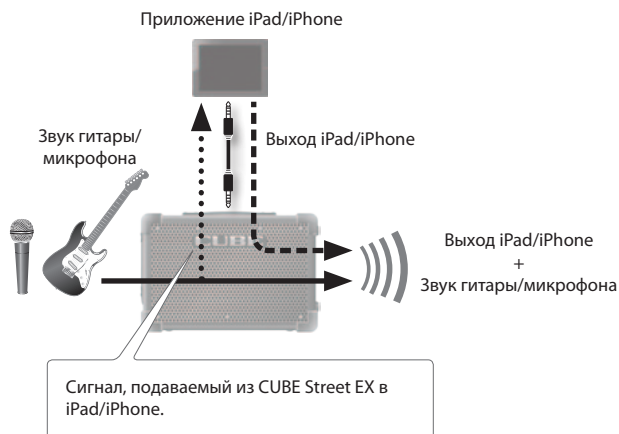 Приложение iPad/iPhone
Звук гитары/
микрофона
Выход iPad/iPhone
CUBE
Выход iPad/iPhone
+
Звук гитары/микрофона
Сигнал, подаваемый из CUBE Street EX в
iPad/iPhone.